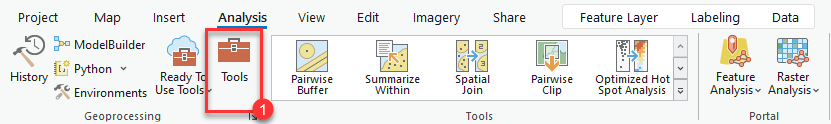 Project Map Insert Analysis View Edit Imagery Share Feature Layer Labeling Data
History
ModelBuilder
Python
Environments
Ready To
Use Tools
Tools
1
Geoprocessing
Pairwise
Buffer
Summarize
Within
Spatial
Join
Pairwise
Clip
Optimized Hot
Spot Analysis
Tools
Feature
Analysis
Raster
Analysis
Portal